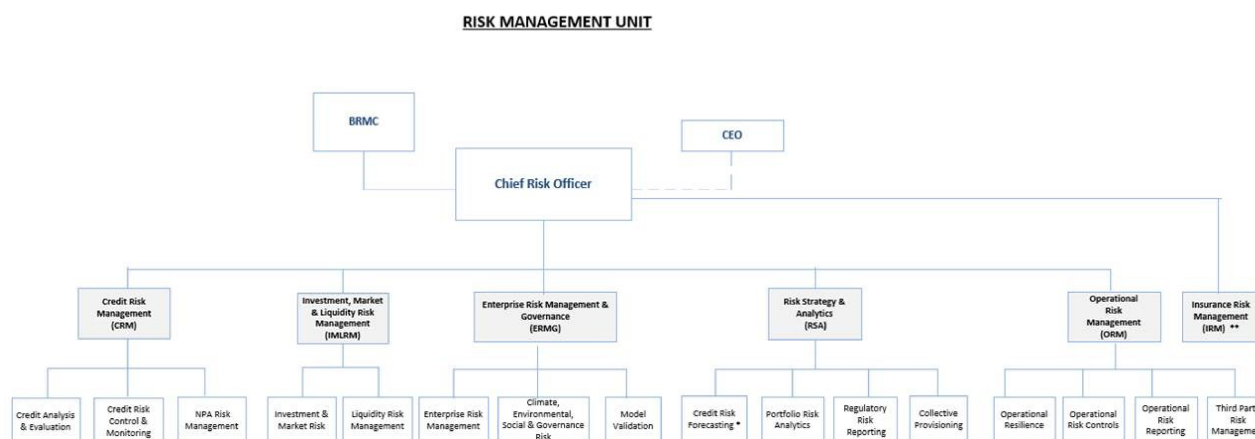 RISK MANAGEMENT UNIT
BRMC
CEO
Chief Risk Officer
Credit Risk
Management
(CRM)
Investment, Market
& Liquidity Risk
Management
(IMLRM)
Enterprise Risk Management &
Governance
(ERMG)
Risk Strategy &
Analytics
(RSA)
Operational
Risk
Management
(ORM)
Insurance Risk
Management
(IRM) **
Credit Analysis
& Evaluation
Credit Risk
Control &
Monitoring
NPA Risk
Management
Investment &
Market Risk
Liquidity Risk
Management
Enterprise Risk
Management
Climate,
Environmental,
Social & Governance
Risk
Model
Validation
Credit Risk
Forecasting *
Portfolio Risk
Analytics
Regulatory
Risk
Reporting
Collective
Provisioning
Operational
Resilience
Operational
Risk Controls
Operational
Risk
Reporting
Third Part
Risk
Manageme